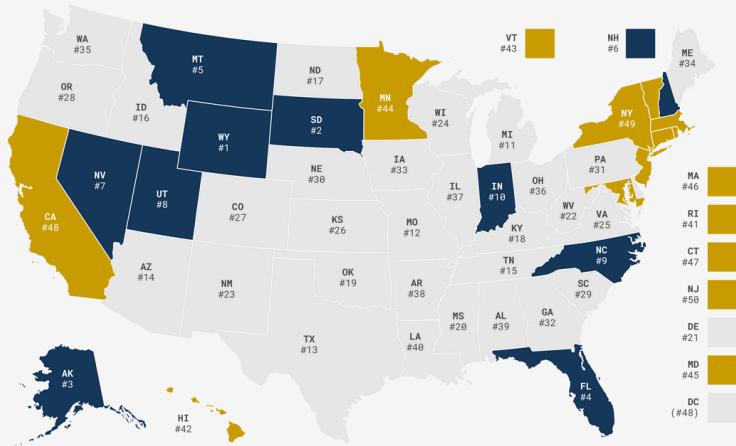 WA
#35
OR
#28
CA
#48
NV
#7
ID
#16
MT
#5
WY
#1
UT
#8
AZ
#14
CO
#27
NM
#23
ND
#17
SD
#2
NE
#30
KS
#26
OK
#19
TX
#13
MN
#44
IA
#33
MO
#12
AR
#38
LA
#40
WI
#24
IL
#37
MI
#11
IN
#10
OH
#36
KY
#18
TN
#15
MS
#20
AL
#39
GA
#32
FL
#4
SC
#29
NC
#9
VA
#25
WV
#22
PA
#31
NY
#49
ME
#34
VT
#43
NH
#6
MA
#46
RI
#41
CT
#47
NJ
#50
DE
#21
MD
#45
DC
(#48)
AK
#3
HI
#42